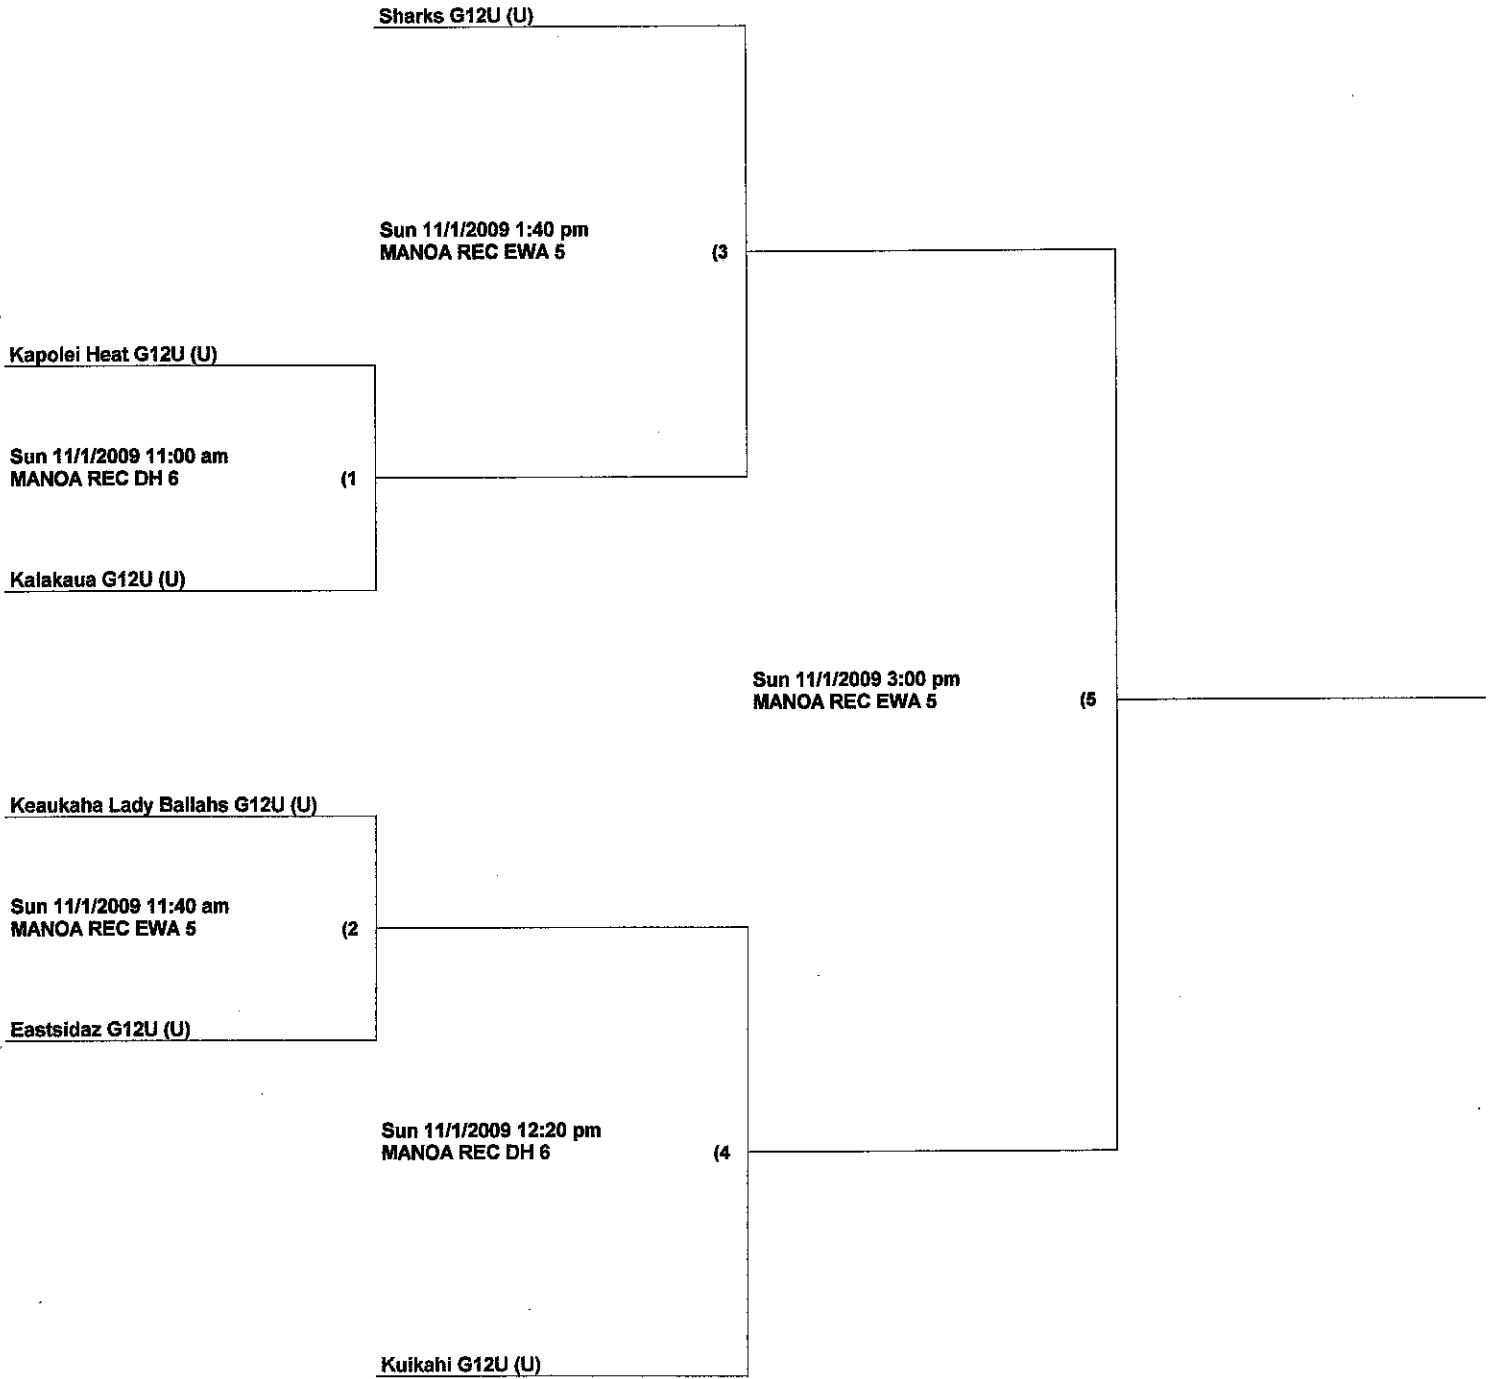 Sharks G12U (U)
Sun 11/1/2009 1:40 pm
MANOA REC EWA 5
(3
Kapolei Heat G12U (U)
Sun 11/1/2009 11:00 am
MANOA REC DH 6
(1
Kalakaua G12U (U)
Sun 11/1/2009 3:00 pm
MANOA REC EWA 5
(5
Keaukaha Lady Ballahs G12U (U)
Sun 11/1/2009 11:40 am
MANOA REC EWA 5
(2
Eastsidaz G12U (U)
Sun 11/1/2009 12:20 pm
MANOA REC DH 6
(4
Kuikahi G12U (U)